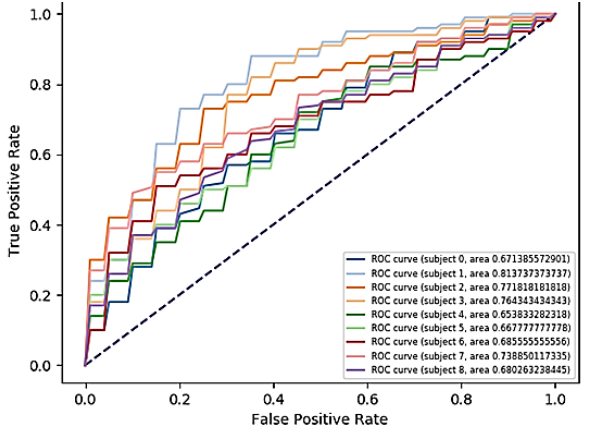 1.0
0.8
0.6
0.4
0.2
0.0
True Positive Rate
0.0 0.2 0.4 0.6 0.8 1.0
False Positive Rate
ROC curve (subject 0, area 0.671385572901)
ROC curve (subject 1, area 0.813737373737)
ROC curve (subject 2, area 0.771818181818)
ROC curve (subject 3, area 0.764343434343)
ROC curve (subject 4, area 0.653833282318)
ROC curve (subject 5, area 0.667777777778)
ROC curve (subject 6, area 0.685555555556)
ROC curve (subject 7, area 0.738850117335)
ROC curve (subject 8, area 0.680263238445)